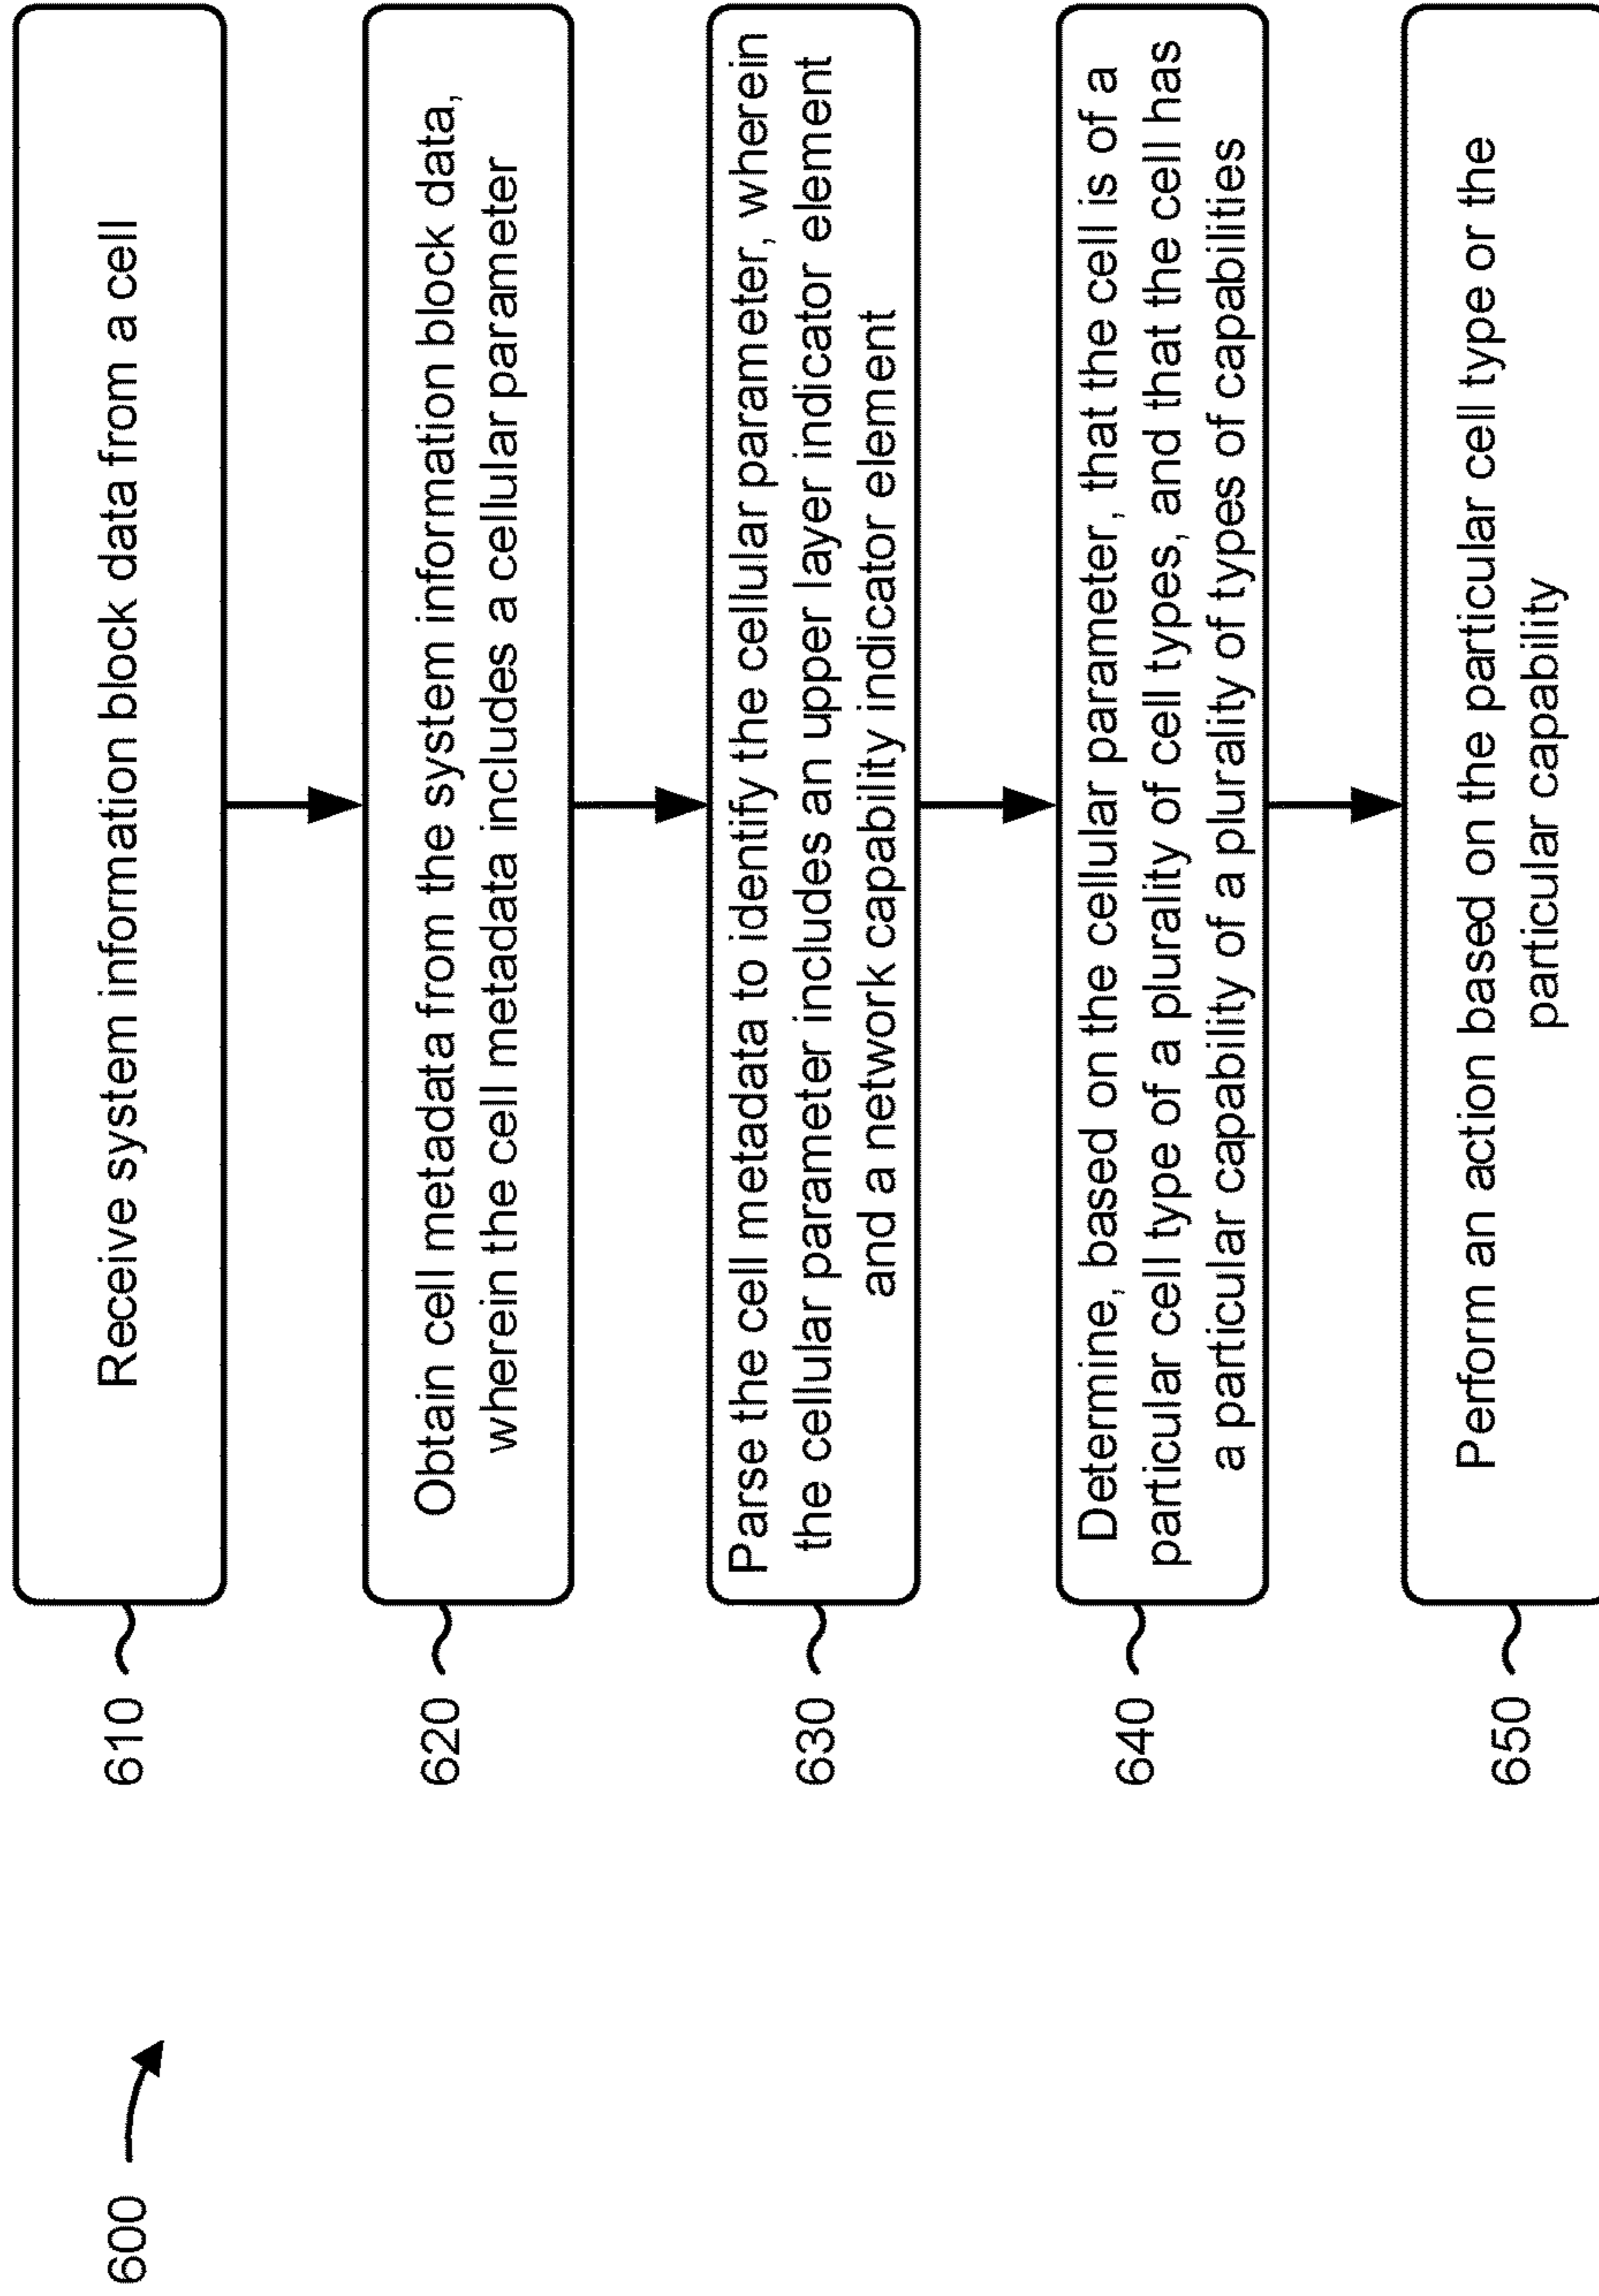 600
610
Receive system information block data from a cell
620
Obtain cell metadata from the system information block data,
wherein the cell metadata includes a cellular parameter
630
Parse the cell metadata to identify the cellular parameter, wherein
the cellular parameter includes an upper layer indicator element
and a network capability indicator element
640
Determine, based on the cellular parameter, that the cell is of a
particular cell type of a plurality of cell types, and that the cell has
a particular capability of a plurality of types of capabilities
650
Perform an action based on the particular cell type or the
particular capability